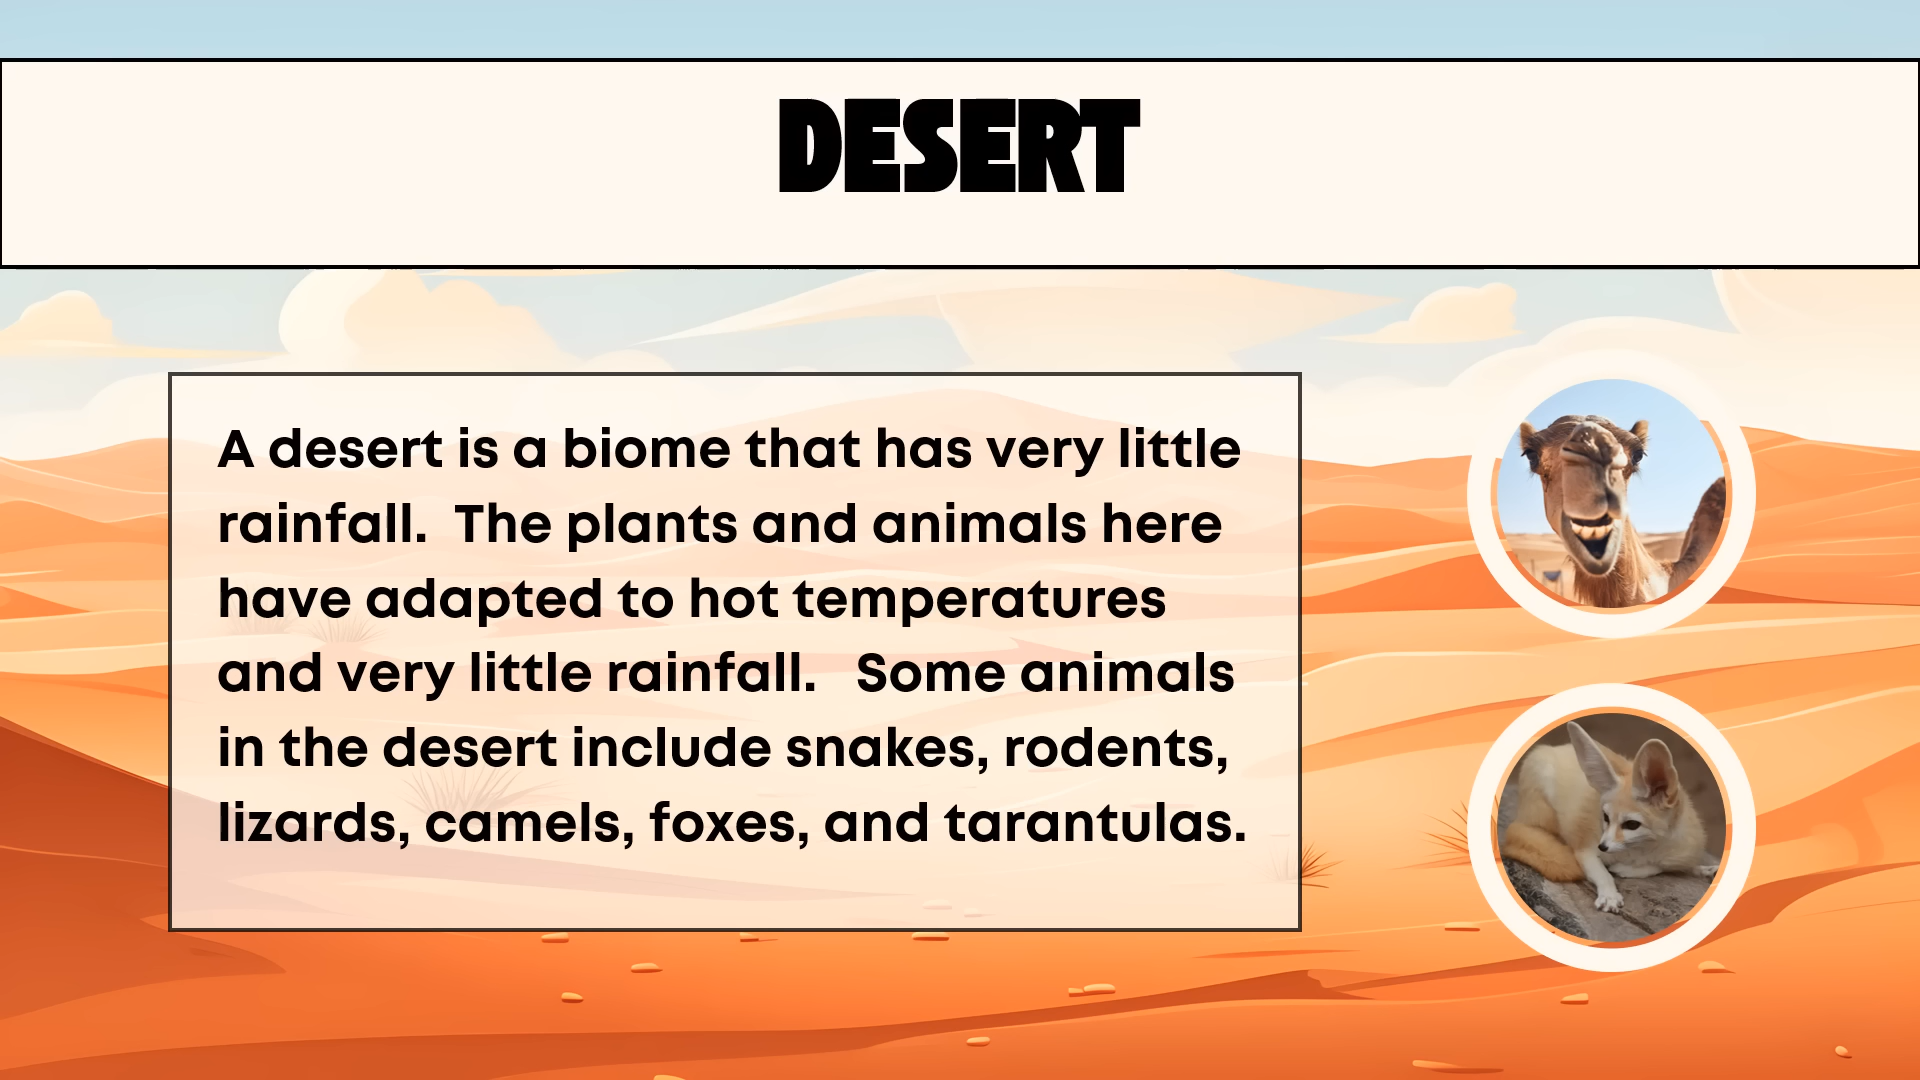 DESERT
A desert is a biome that has very little
rainfall.  The plants and animals here
have adapted to hot temperatures
and very little rainfall.   Some animals
in the desert include snakes, rodents,
lizards, camels, foxes, and tarantulas.